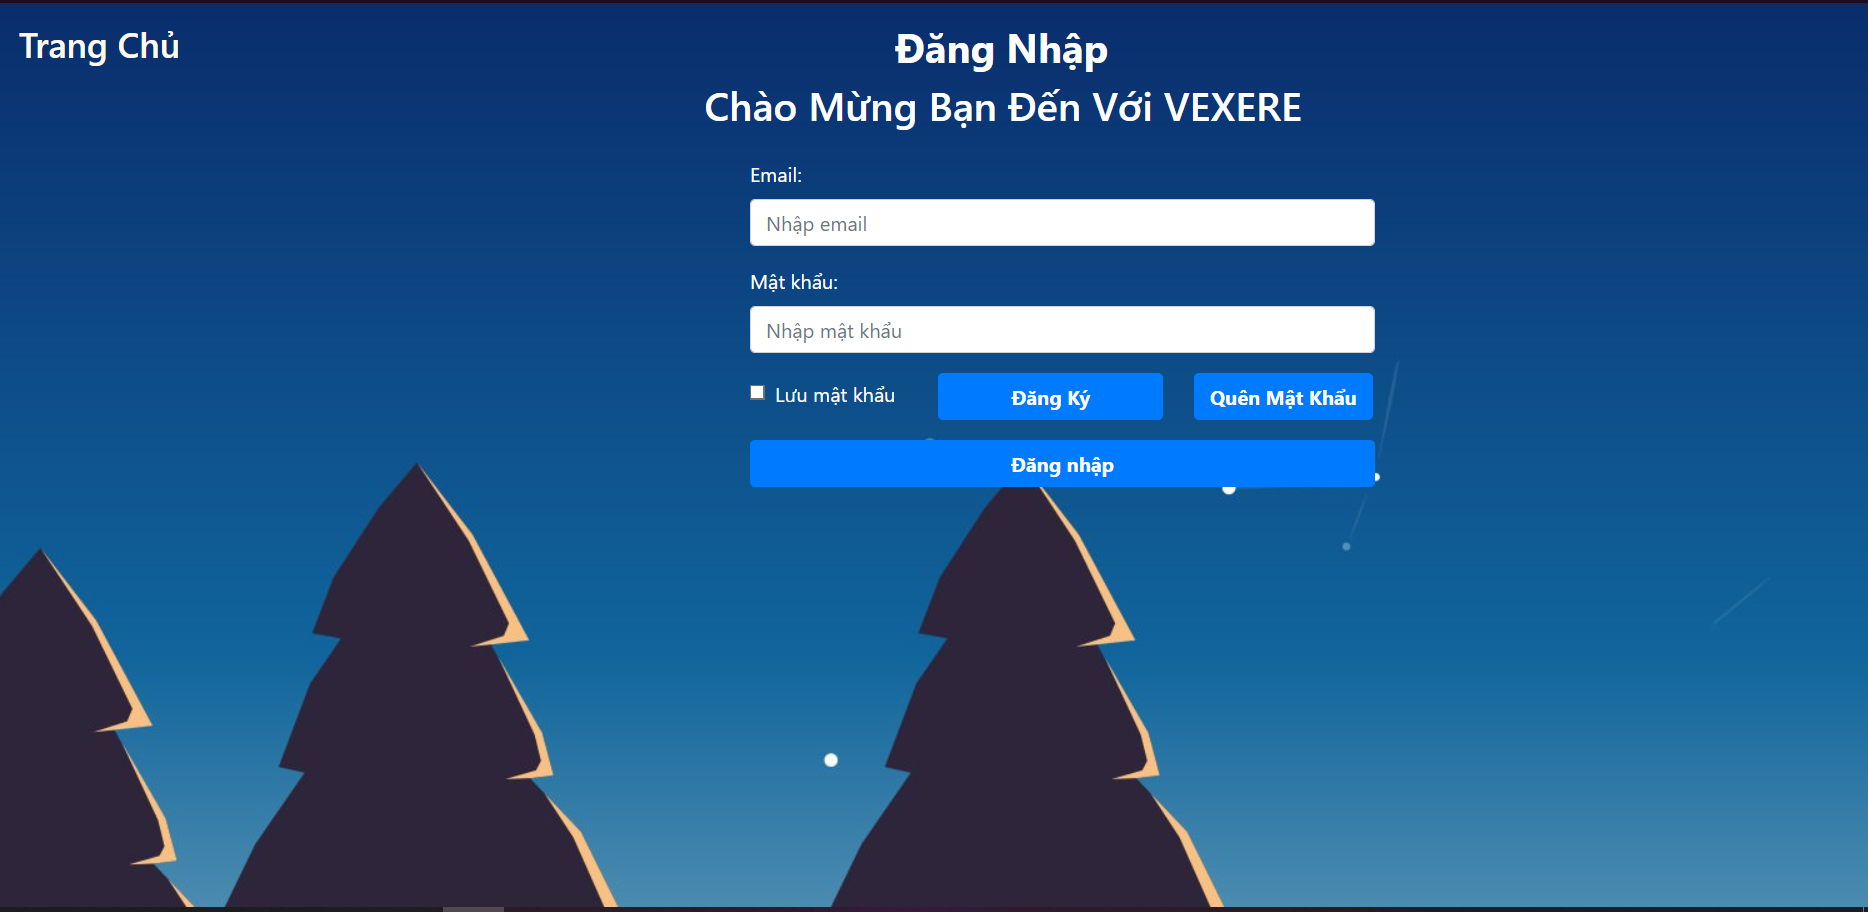 Trang Chủ
Đăng Nhập
Chào Mừng Bạn Đến Với VEXERE
Email:
Nhập email
Mật khẩu:
Nhập mật khẩu
Lưu mật khẩu
Đăng Ký
Quên Mật Khẩu
Đăng nhập